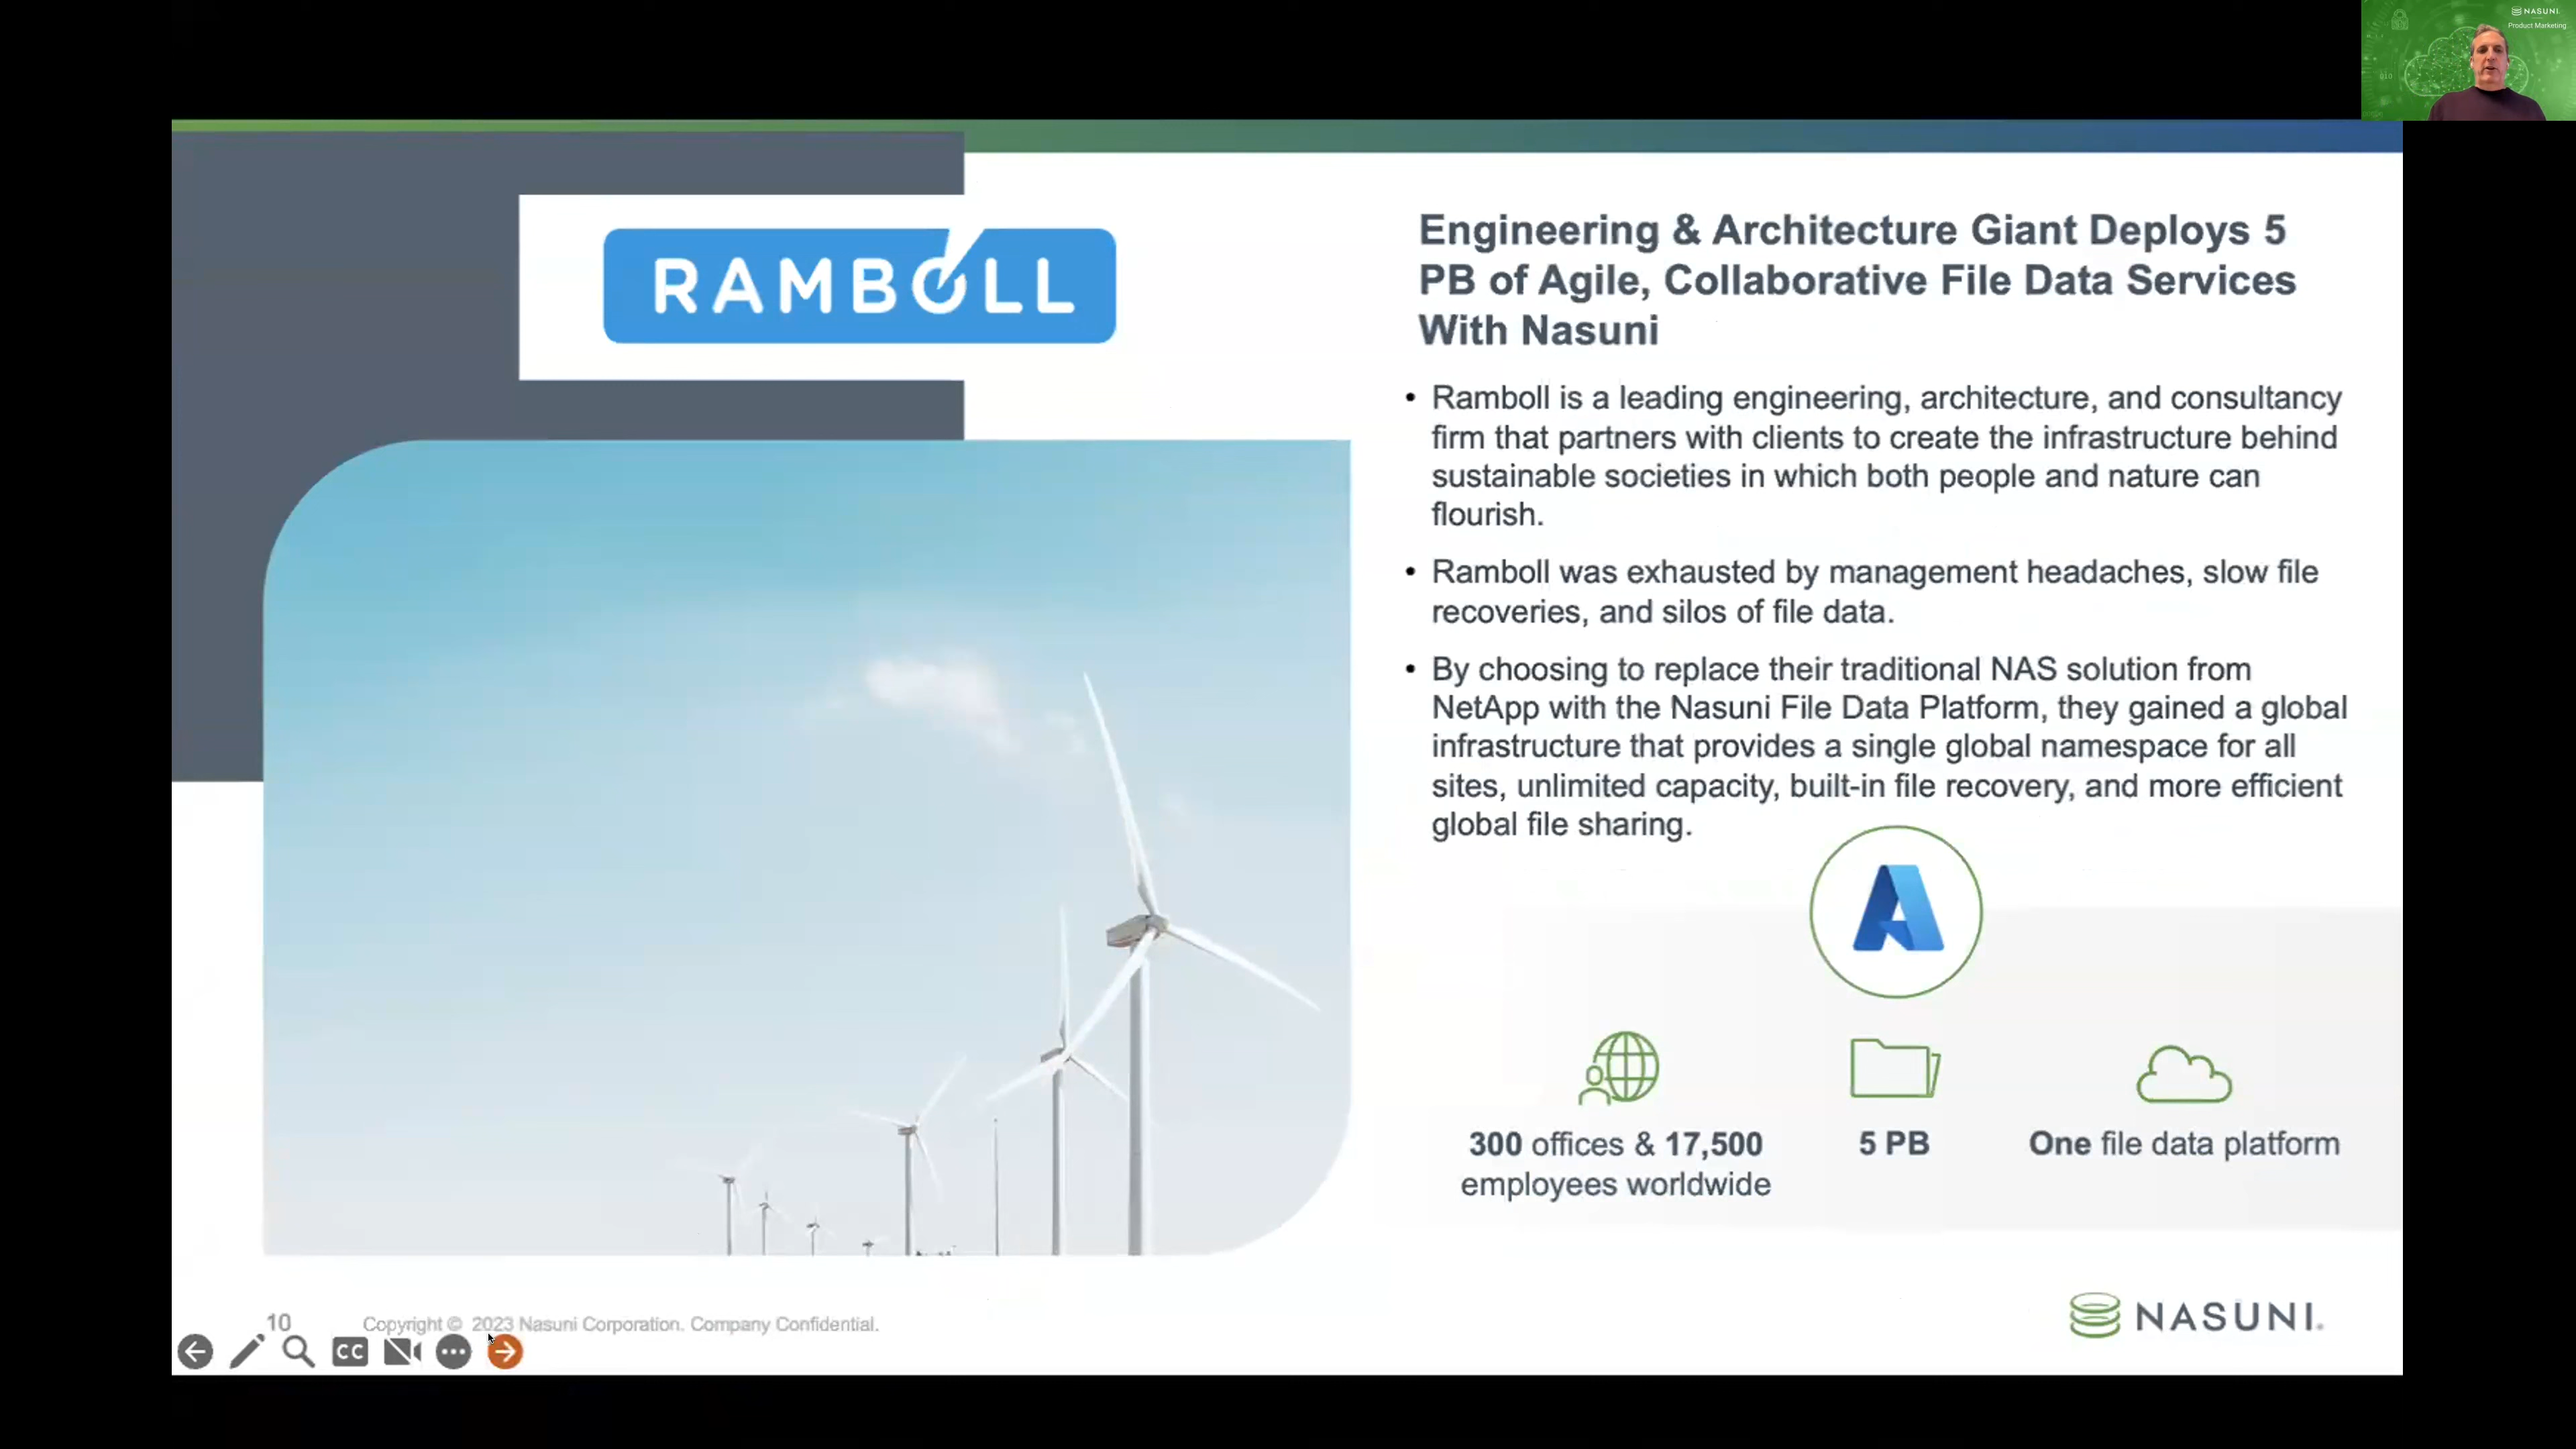 NASUNI
Product Marketing
RAMBOLL
Engineering & Architecture Giant Deploys 5
PB of Agile, Collaborative File Data Services
With Nasuni
• Ramboll is a leading engineering, architecture, and consultancy
firm that partners with clients to create the infrastructure behind
sustainable societies in which both people and nature can
flourish.
• Ramboll was exhausted by management headaches, slow file
recoveries, and silos of file data.
• By choosing to replace their traditional NAS solution from
NetApp with the Nasuni File Data Platform, they gained a global
infrastructure that provides a single global namespace for all
sites, unlimited capacity, built-in file recovery, and more efficient
global file sharing.
300 offices & 17,500
employees worldwide
5 PB
One file data platform
10
Copyright © 2023 Nasuni Corporation. Company Confidential.
CC
NASUNI